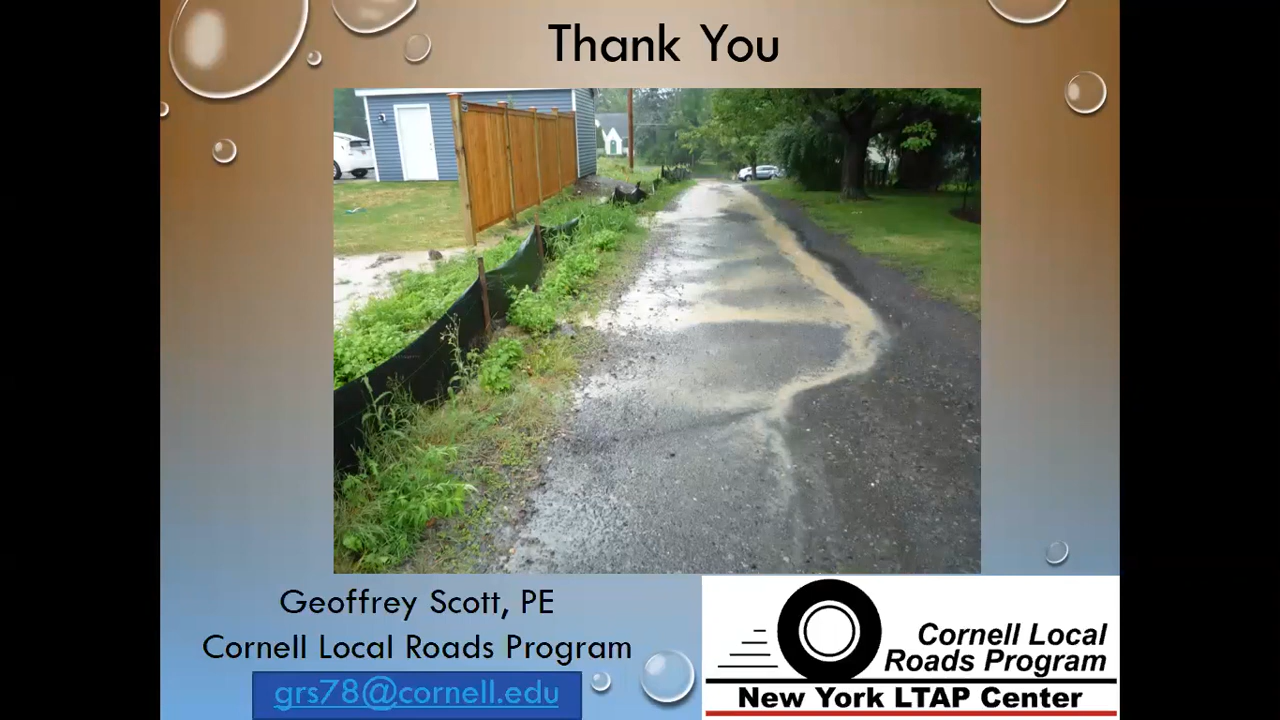 Thank You
Geoffrey Scott, PE
Cornell Local Roads Program
grs78@cornell.edu
Cornell Local
Roads Program
New York LTAP Center